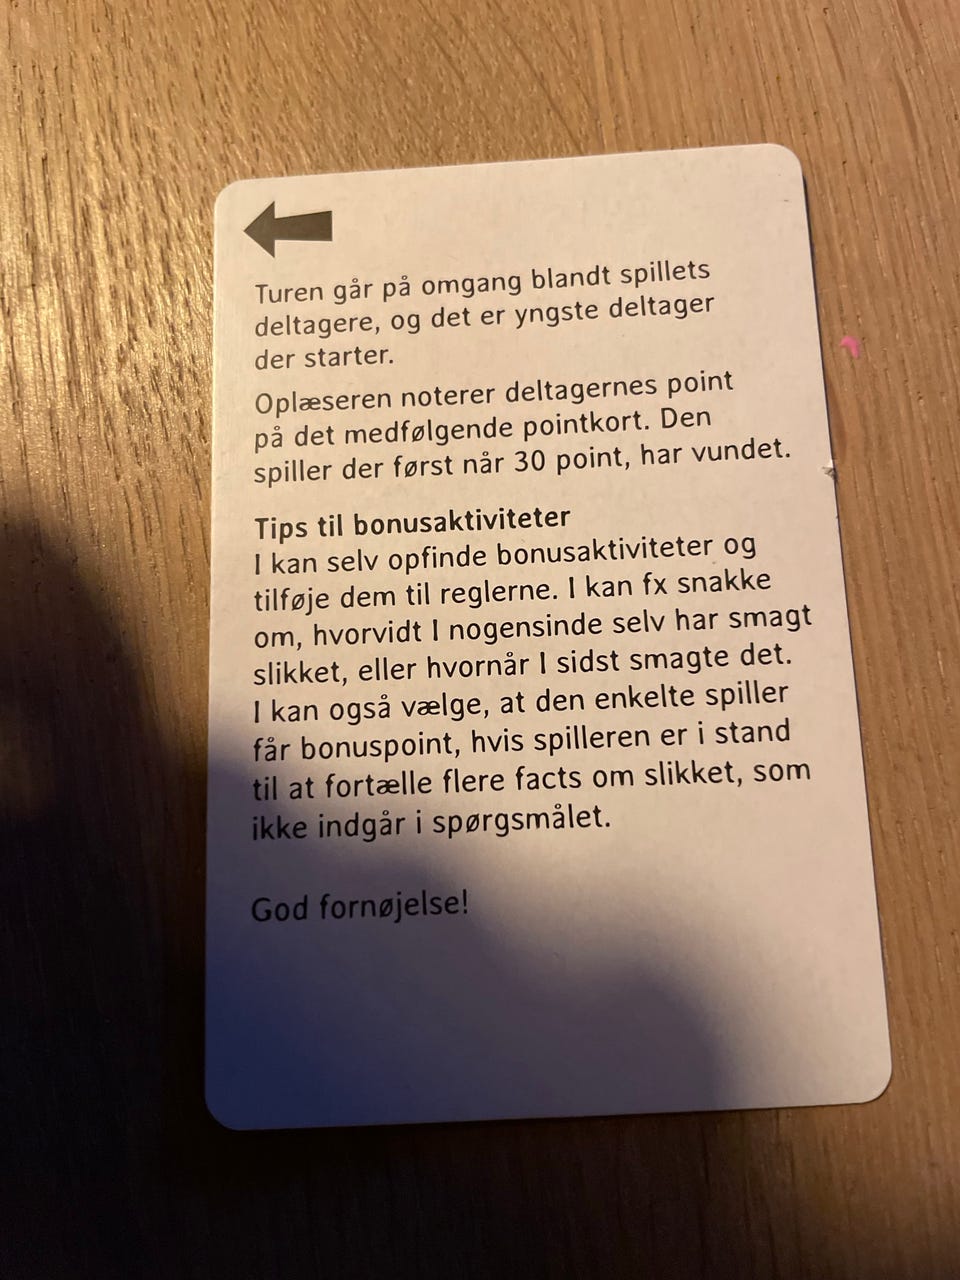 Turen går på omgang blandt spillets
deltagere, og det er yngste deltager
der starter.
Oplæseren noterer deltagernes point
på det medfølgende pointkort. Den
spiller der først når 30 point, har vundet.
Tips til bonusaktiviteter
I kan selv opfinde bonusaktiviteter og
tilføje dem til reglerne. I kan fx snakke
om, hvorvidt I nogensinde selv har smagt
slikket, eller hvornår I sidst smagte det.
I kan også vælge, at den enkelte spiller
får bonuspoint, hvis spilleren er i stand
til at fortælle flere facts om slikket, som
ikke indgår i spørgsmålet.
God fornøjelse!